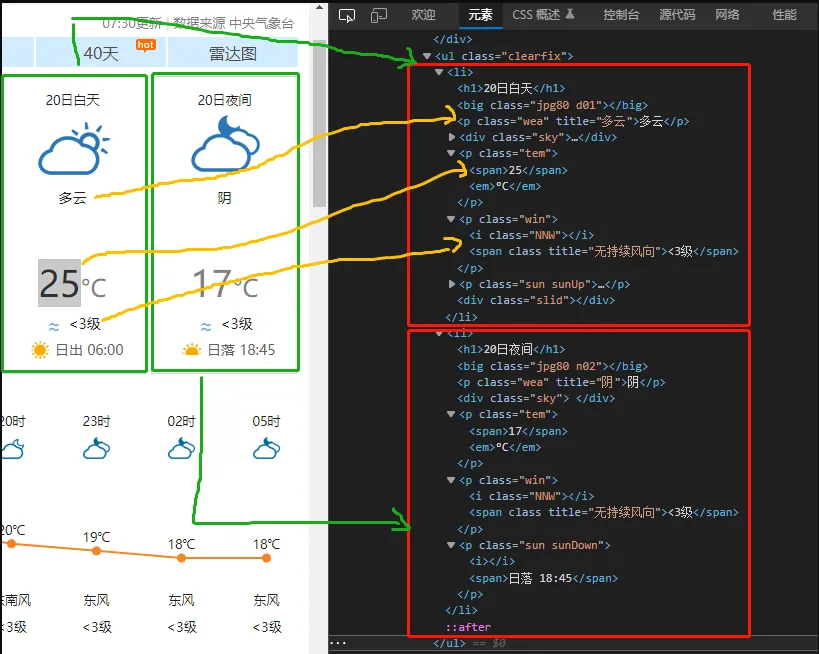 07:30更新 | 数据来源 中央气象台
40天
hot
雷达图
20日白天
20日夜间
多云
阴
25℃
17℃
<3级
<3级
日出 06:00
日落 18:45
20时
23时
02时
05时
20℃
19℃
18℃
18℃
东南风
东风
东风
东风
<3级
<3级
<3级
<3级
欢迎
元素
CSS 概述
控制台
源代码
网络
性能
</div>
<ul class="clearfix">
<li>
<h1>20日白天</h1>
<big class="jpg80 d01"></big>
<p class="wea" title="多云">多云</p>
<div class="sky">…</div>
<p class="tem">
<span>25</span>
<em>℃</em>
</p>
<p class="win">
<i class="NNW"></i>
<span class title="无持续风向"><3级</span>
</p>
<p class="sun sunUp">…</p>
<div class="slid"></div>
</li>
<li>
<h1>20日夜间</h1>
<big class="jpg80 n02"></big>
<p class="wea" title="阴">阴</p>
<div class="sky"> </div>
<p class="tem">
<span>17</span>
<em>℃</em>
</p>
<p class="win">
<i class="NNW"></i>
<span class title="无持续风向"><3级</span>
</p>
<p class="sun sunDown">
<i></i>
<span>日落 18:45</span>
</p>
</li>
::after
</ul> == $0